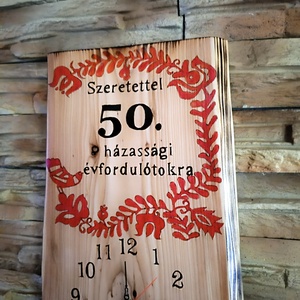 Szeretettel
50.
házassági
évfordulótokra
11 12 1
10 2
9